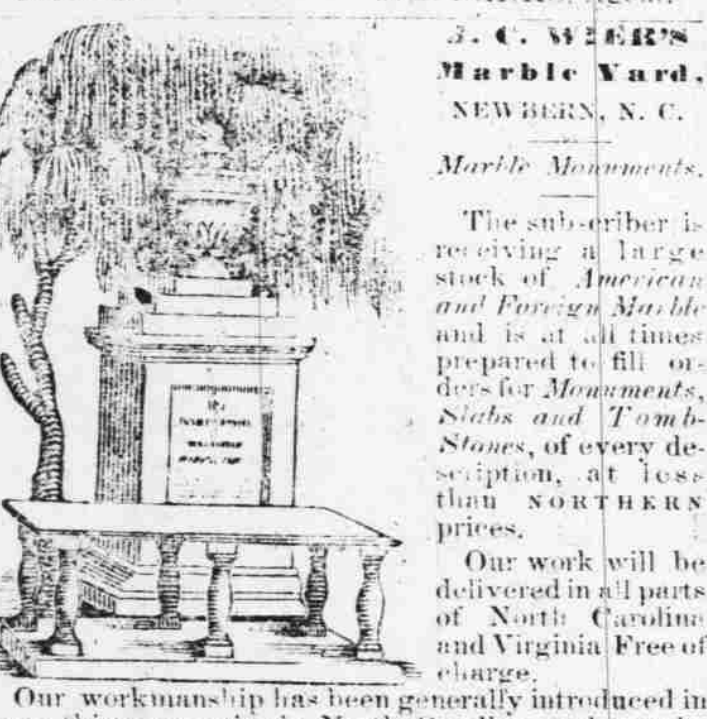 J. C. WIER'S
Marble Yard,
NEWBERN, N. C.
Marble Monuments.
The subscriber is
receiving a large
stock of American
and Foreign Marble
and is at all times
prepared to fill or-
ders for Monuments,
Slabs and Tomb-
Stones, of every de-
scription, at less
than NORTHERN
prices.
Our work will be
delivered in all parts
of North Carolina
and Virginia Free of
charge.
Our workmanship has been generally introduced in